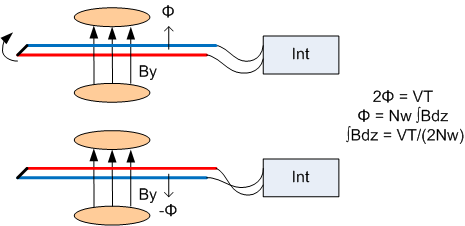 Φ
Int
By
2Φ = VT
Φ = Nw ∫Bdz
∫Bdz = VT/(2Nw)
Int
By
-Φ